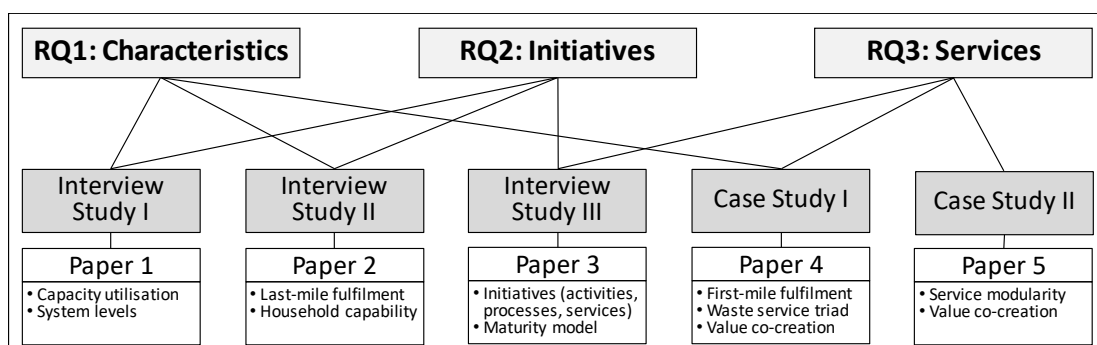 RQ1: Characteristics
RQ2: Initiatives
RQ3: Services
Interview
Study I
Interview
Study II
Interview
Study III
Case Study I
Case Study II
Paper 1
• Capacity utilisation
• System levels
Paper 2
• Last-mile fulfilment
• Household capability
Paper 3
• Initiatives (activities,
processes, services)
• Maturity model
Paper 4
• First-mile fulfilment
• Waste service triad
• Value co-creation
Paper 5
• Service modularity
• Value co-creation